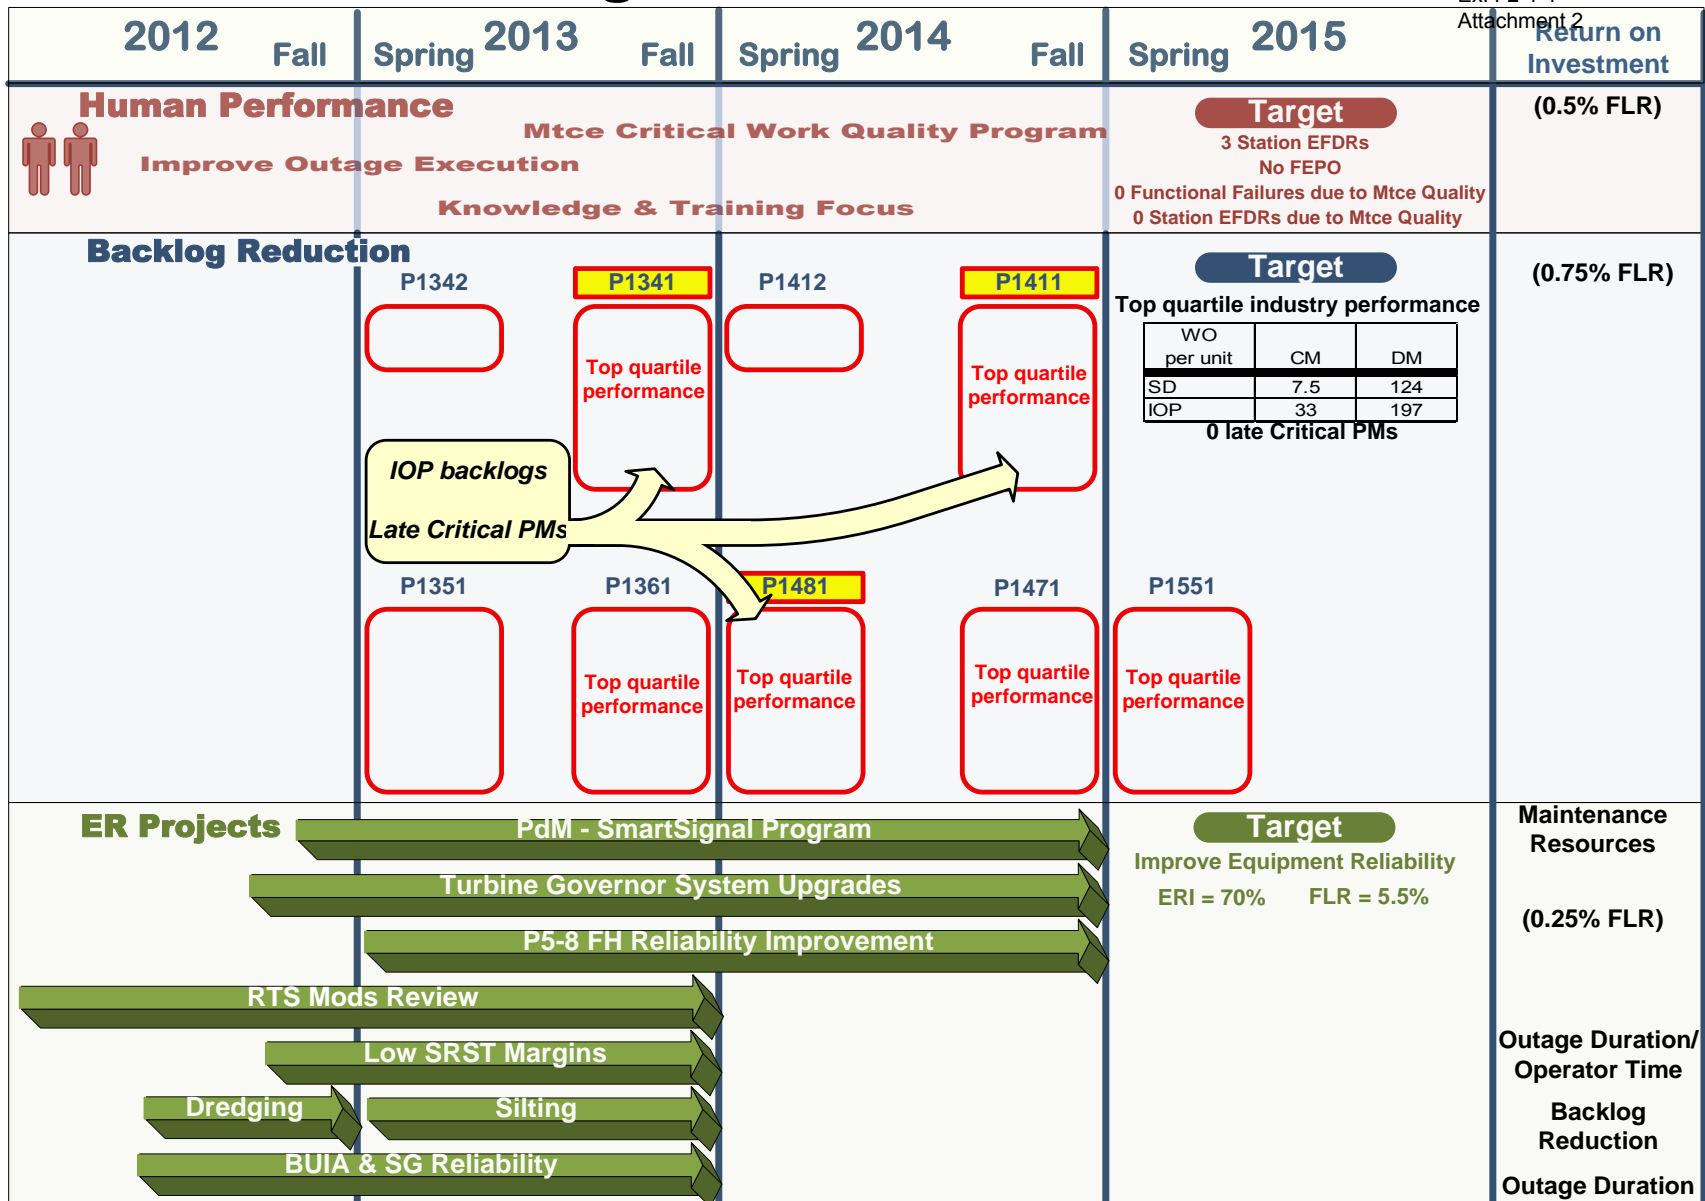 Attachment 2
2012 Fall Spring 2013 Fall Spring 2014 Fall Spring 2015
Return on
Investment
Human Performance
Mtce Critical Work Quality Program
Improve Outage Execution
Knowledge & Training Focus
Target
3 Station EFDRs
No FEPO
0 Functional Failures due to Mtce Quality
0 Station EFDRs due to Mtce Quality
(0.5% FLR)
Backlog Reduction
P1342 P1341 P1412 P1411
Top quartile
performance
Top quartile
performance
Target
Top quartile industry performance
WO
per unit CM DM
SD 7.5 124
IOP 33 197
0 late Critical PMs
(0.75% FLR)
IOP backlogs
Late Critical PMs
P1351 P1361 P1481 P1471 P1551
Top quartile
performance
Top quartile
performance
Top quartile
performance
Top quartile
performance
ER Projects
PdM - SmartSignal Program
Turbine Governor System Upgrades
P5-8 FH Reliability Improvement
RTS Mods Review
Low SRST Margins
Dredging Silting
BUIA & SG Reliability
Target
Improve Equipment Reliability
ERI = 70% FLR = 5.5%
Maintenance
Resources
(0.25% FLR)
Outage Duration/
Operator Time
Backlog
Reduction
Outage Duration